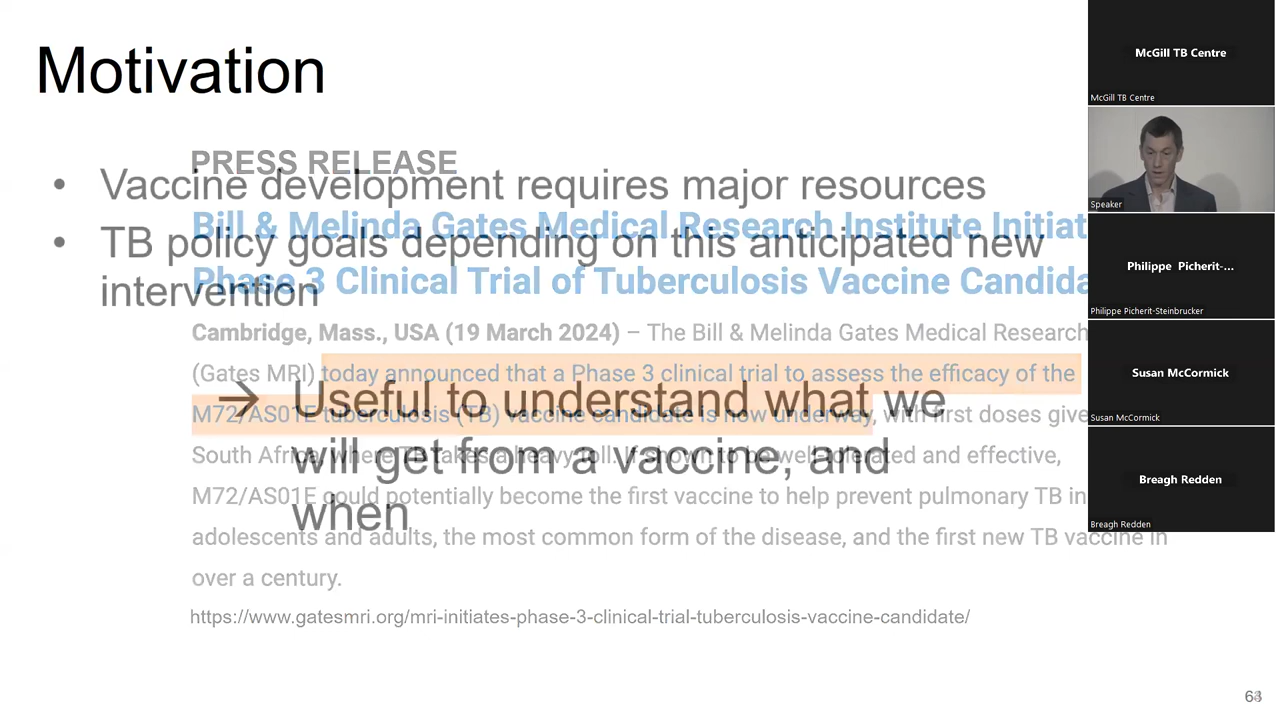 Motivation
PRESS RELEASE
• Vaccine development requires major resources
Bill & Melinda Gates Medical Research Institute Initiat
• TB policy goals depending on this anticipated new
intervention
Phase 3 Clinical Trial of Tuberculosis Vaccine Candida
Cambridge, Mass., USA (19 March 2024) – The Bill & Melinda Gates Medical Research
(Gates MRI) today announced that a Phase 3 clinical trial to assess the efficacy of the
→ Useful to understand what we
M72/AS01E tuberculosis (TB) vaccine candidate is now underway, with first doses give
South Africa, where TB takes a heavy toll. If shown to be well-tolerated and effective,
will get from a vaccine, and
M72/AS01E could potentially become the first vaccine to help prevent pulmonary TB in
when
adolescents and adults, the most common form of the disease, and the first new TB vaccine in
over a century.
https://www.gatesmri.org/mri-initiates-phase-3-clinical-trial-tuberculosis-vaccine-candidate/
McGill TB Centre
McGill TB Centre
Speaker
Philippe Picherit-...
Philippe Picherit-Steinbrucker
Susan McCormick
Susan McCormick
Breagh Redden
Breagh Redden